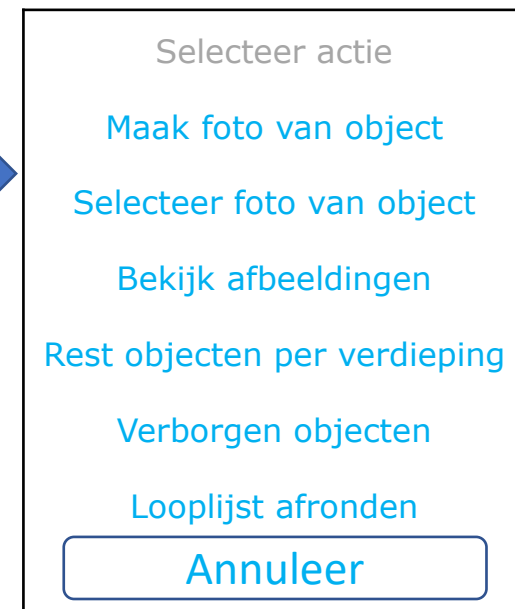 Selecteer actie
Maak foto van object
Selecteer foto van object
Bekijk afbeeldingen
Rest objecten per verdieping
Verborgen objecten
Looplijst afronden
Annuleer